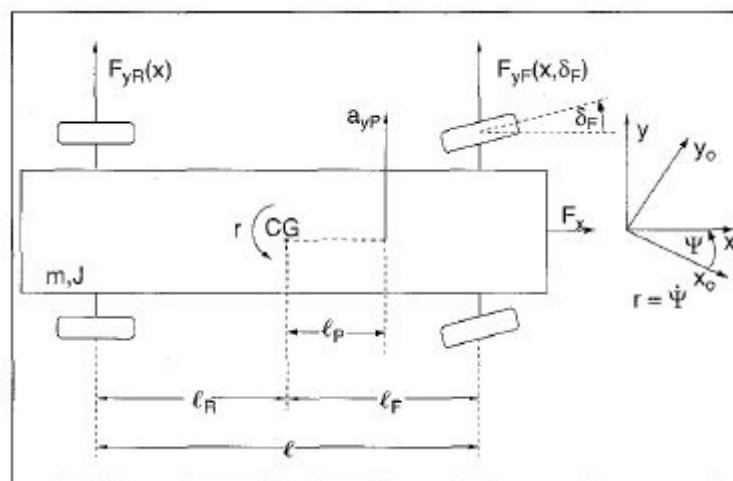 F_yR(x)
F_yF(x,δ_F)
a_yP
δ_F
y
y_o
r CG
F_x
x
Ψ
x_o
m,J
r = Ψ̇
ℓ_P
ℓ_R
ℓ_F
ℓ